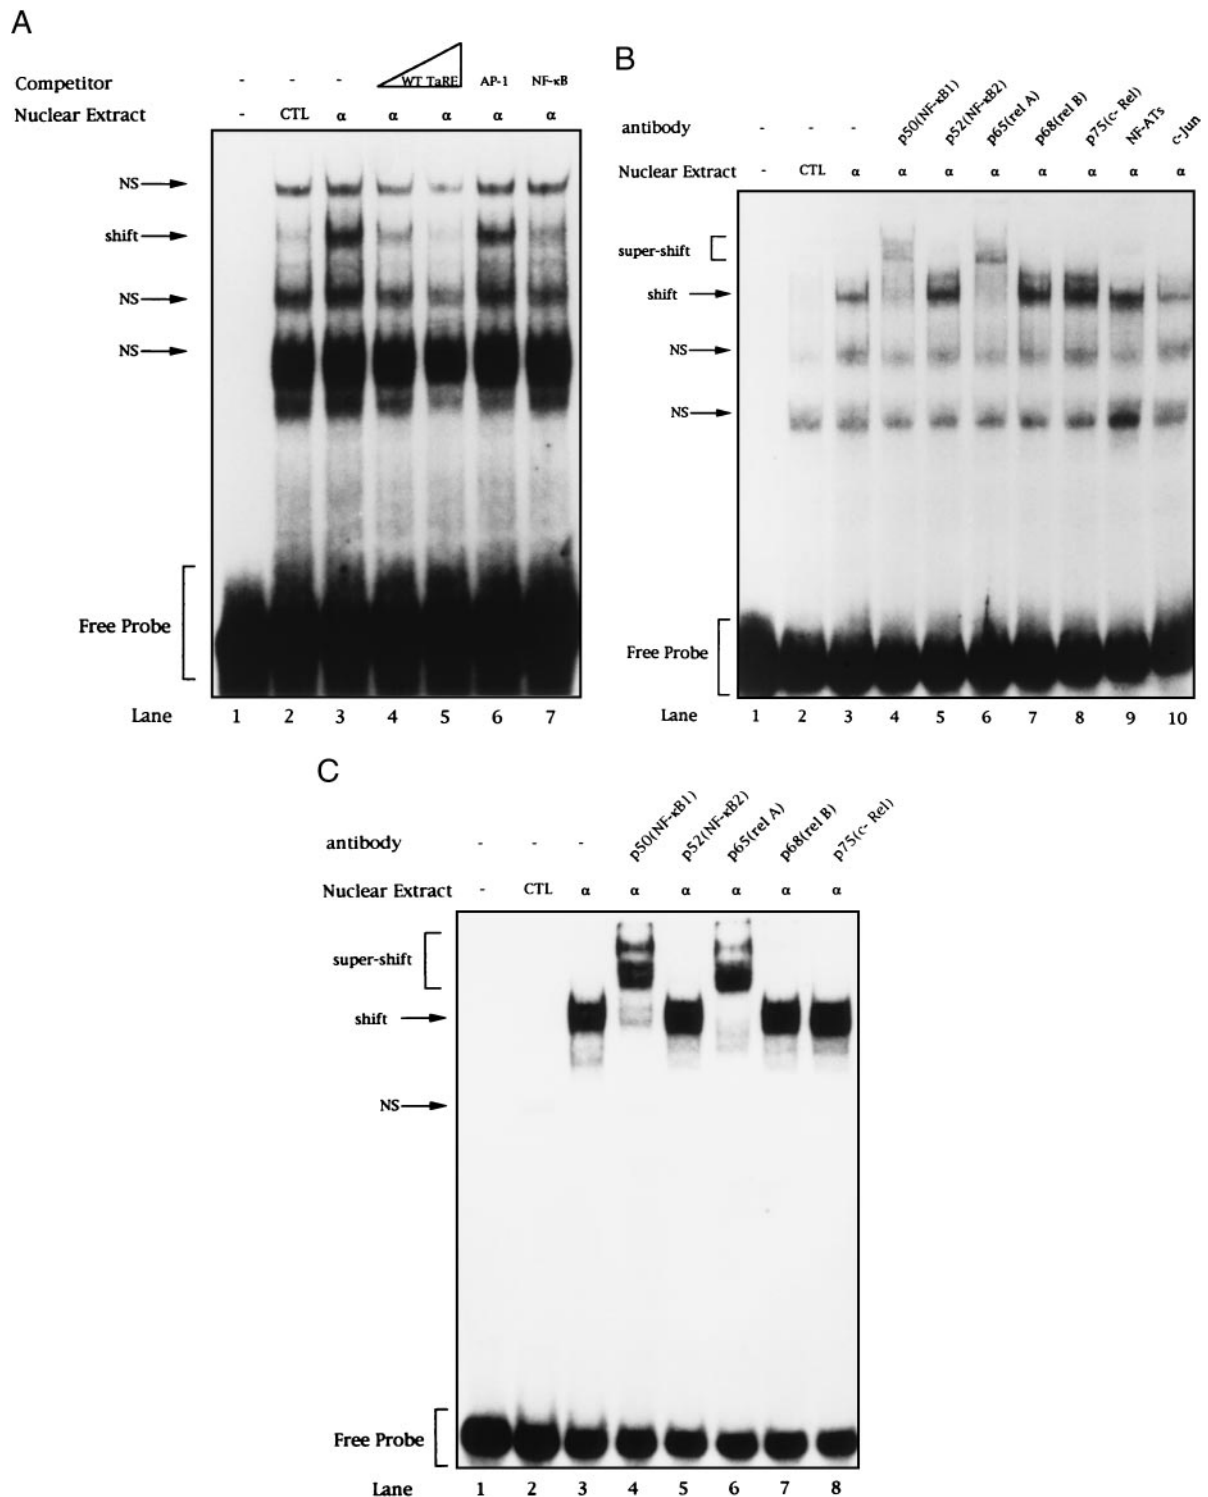 A
Competitor - - - WT TaRE AP-1 NF-κB
Nuclear Extract - CTL α α α α α
NS
shift
NS
NS
Free Probe
Lane 1 2 3 4 5 6 7
B
antibody - - - p50(NF-κB1) p52(NF-κB2) p65(rel A) p68(rel B) p75(c- Rel) NF-ATs c-Jun
Nuclear Extract - CTL α α α α α α α α
super-shift
shift
NS
NS
Free Probe
Lane 1 2 3 4 5 6 7 8 9 10
C
antibody - - - p50(NF-κB1) p52(NF-κB2) p65(rel A) p68(rel B) p75(c- Rel)
Nuclear Extract - CTL α α α α α α
super-shift
shift
NS
Free Probe
Lane 1 2 3 4 5 6 7 8